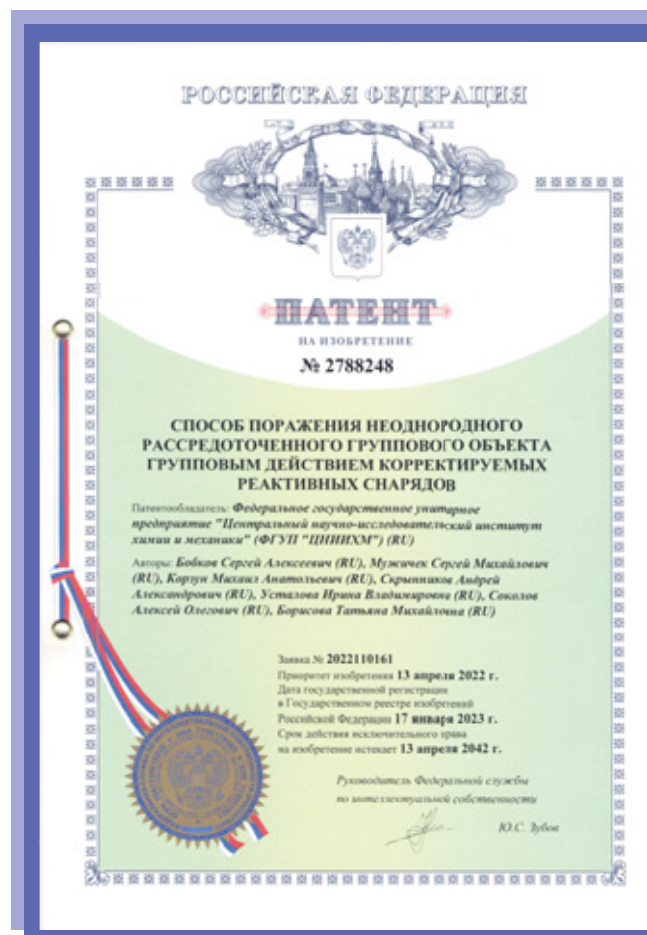 РОССИЙСКАЯ ФЕДЕРАЦИЯ
ПАТЕНТ
НА ИЗОБРЕТЕНИЕ
№ 2788248
СПОСОБ ПОРАЖЕНИЯ НЕОДНОРОДНОГО
РАССРЕДОТОЧЕННОГО ГРУППОВОГО ОБЪЕКТА
ГРУППОВЫМ ДЕЙСТВИЕМ КОРРЕКТИРУЕМЫХ
РЕАКТИВНЫХ СНАРЯДОВ
Патентообладатель: Федеральное государственное унитарное
предприятие "Центральный научно-исследовательский институт
химии и механики" (ФГУП "ЦНИИХМ") (RU)
Авторы: Бобков Сергей Алексеевич (RU), Мужичек Сергей Михайлович
(RU), Корзун Михаил Анатольевич (RU), Скрынников Андрей
Александрович (RU), Усталова Ирина Владимировна (RU), Соколов
Алексей Олегович (RU), Борисова Татьяна Михайловна (RU)
Заявка № 2022110161
Приоритет изобретения 13 апреля 2022 г.
Дата государственной регистрации
в Государственном реестре изобретений
Российской Федерации 17 января 2023 г.
Срок действия исключительного права
на изобретение истекает 13 апреля 2042 г.
Руководитель Федеральной службы
по интеллектуальной собственности
Ю.С. Зубов